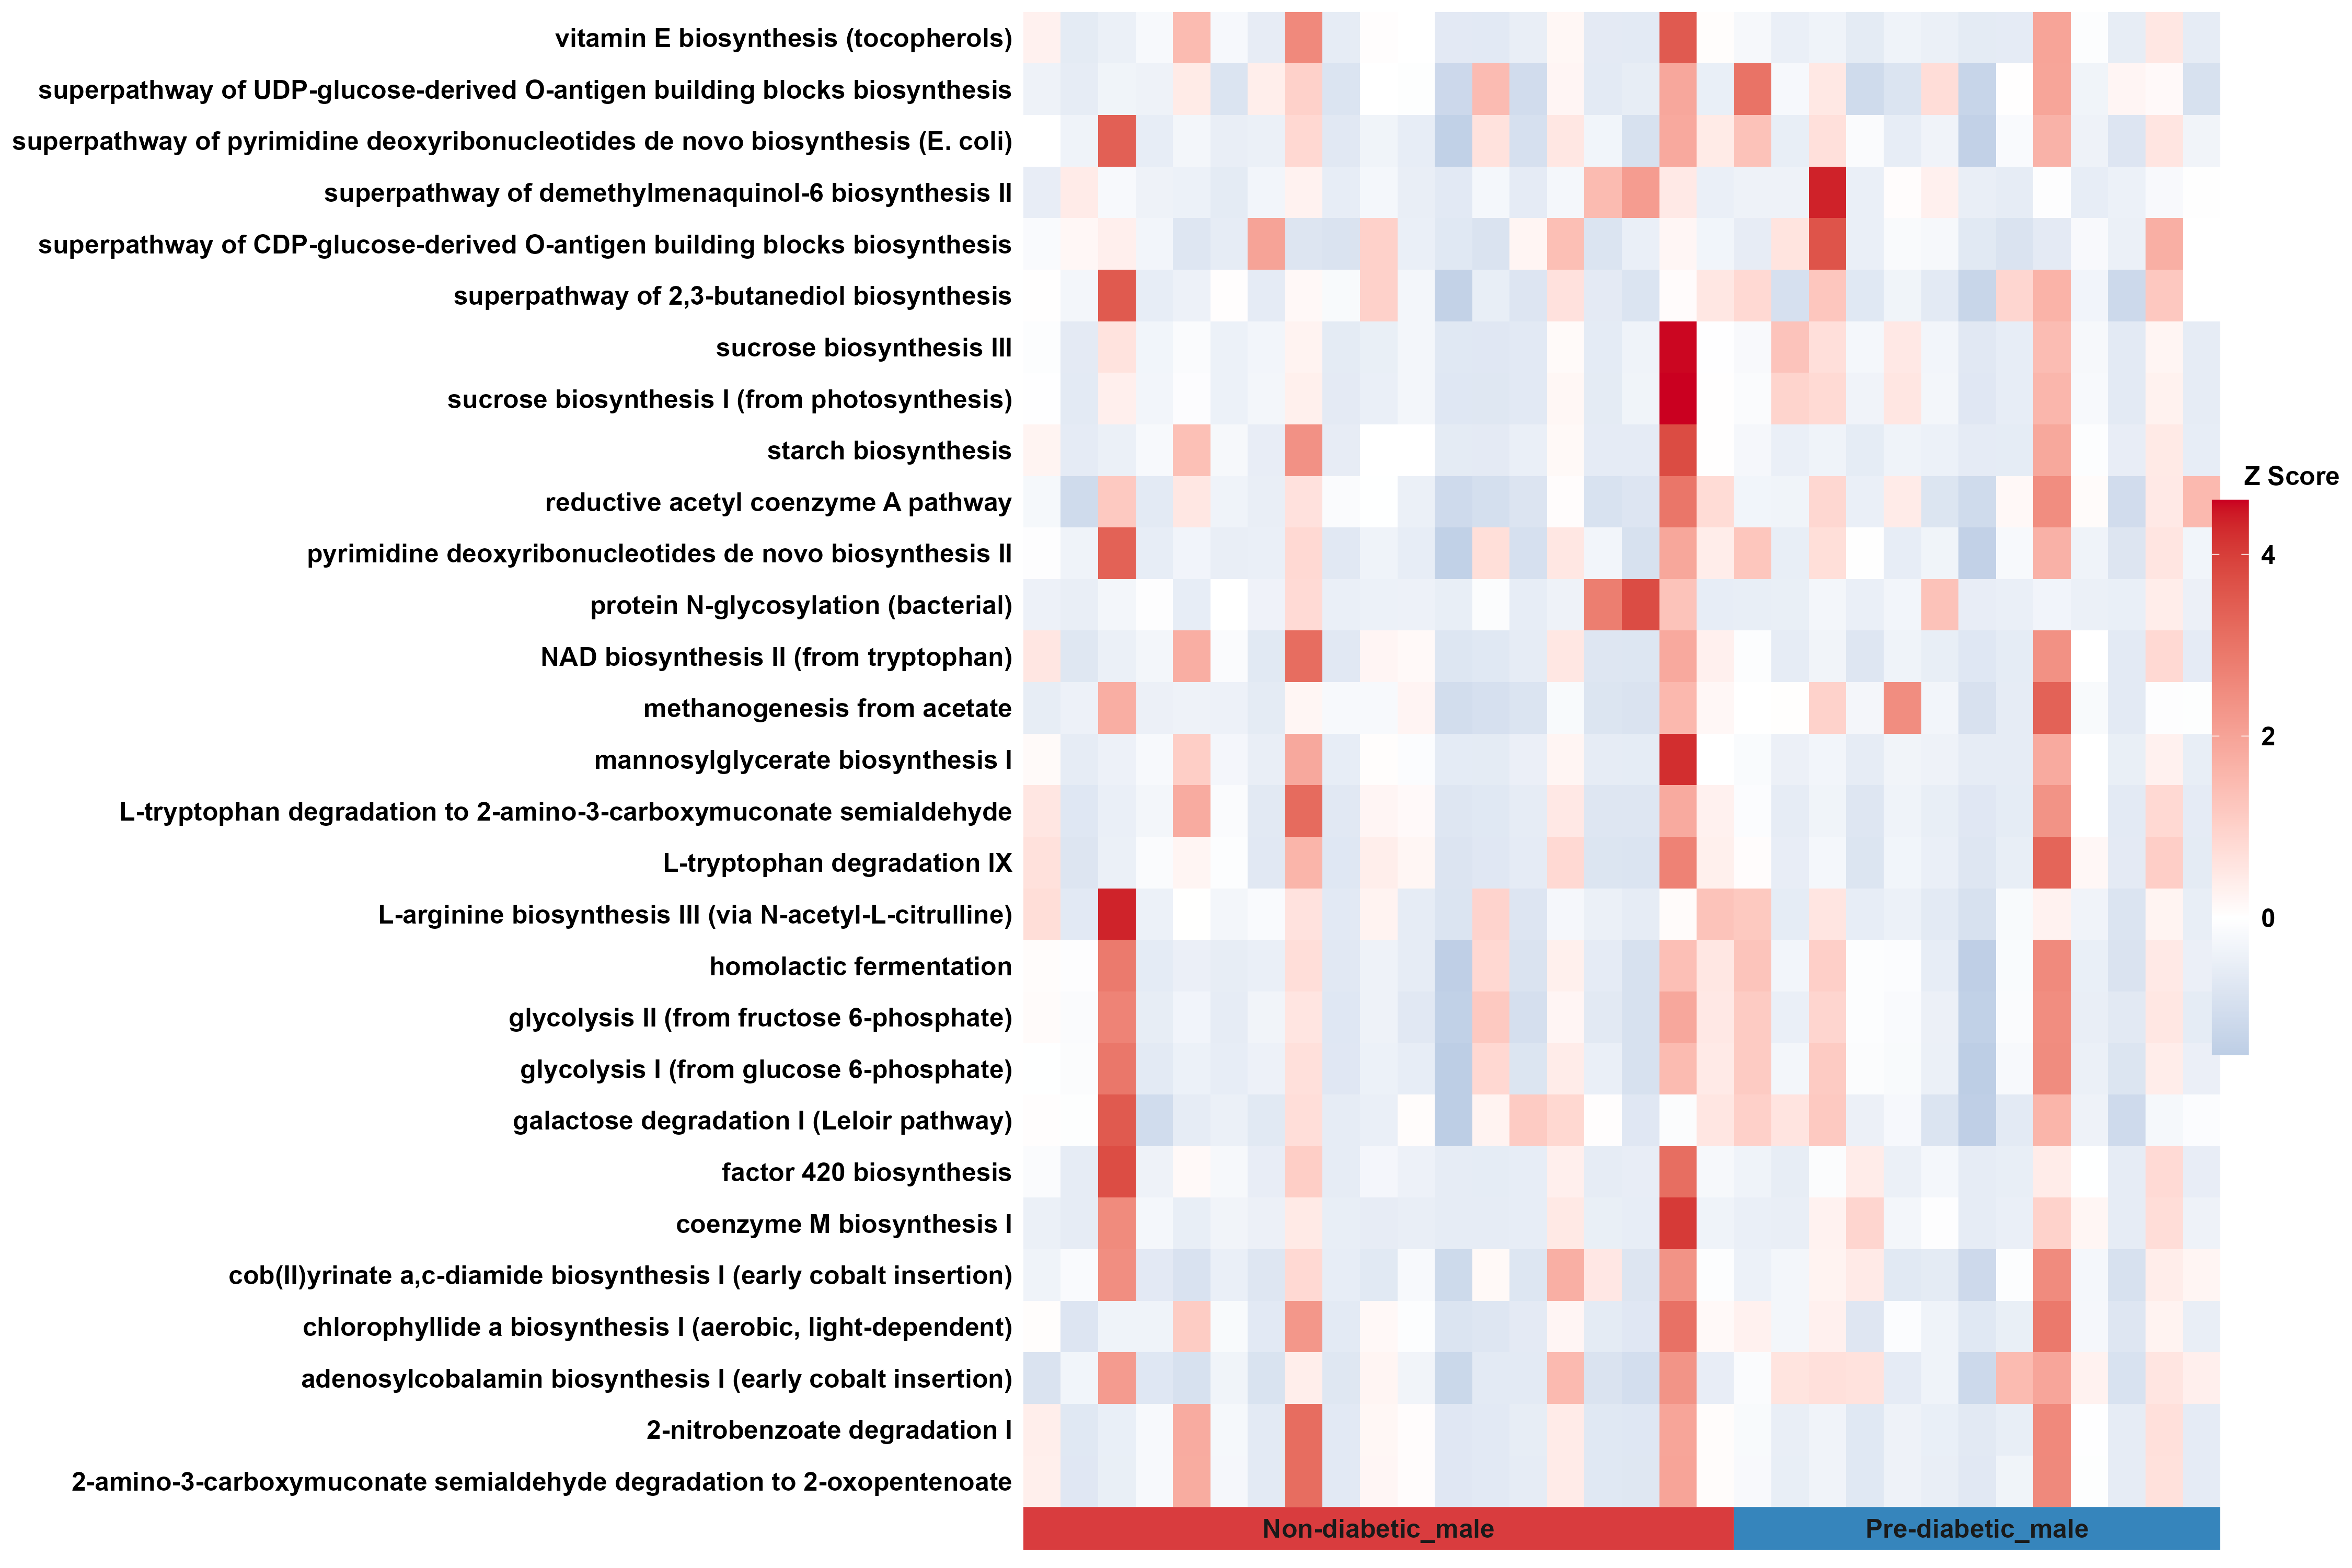 vitamin E biosynthesis (tocopherols)
superpathway of UDP-glucose-derived O-antigen building blocks biosynthesis
superpathway of pyrimidine deoxyribonucleotides de novo biosynthesis (E. coli)
superpathway of demethylmenaquinol-6 biosynthesis II
superpathway of CDP-glucose-derived O-antigen building blocks biosynthesis
superpathway of 2,3-butanediol biosynthesis
sucrose biosynthesis III
sucrose biosynthesis I (from photosynthesis)
starch biosynthesis
reductive acetyl coenzyme A pathway
pyrimidine deoxyribonucleotides de novo biosynthesis II
protein N-glycosylation (bacterial)
NAD biosynthesis II (from tryptophan)
methanogenesis from acetate
mannosylglycerate biosynthesis I
L-tryptophan degradation to 2-amino-3-carboxymuconate semialdehyde
L-tryptophan degradation IX
L-arginine biosynthesis III (via N-acetyl-L-citrulline)
homolactic fermentation
glycolysis II (from fructose 6-phosphate)
glycolysis I (from glucose 6-phosphate)
galactose degradation I (Leloir pathway)
factor 420 biosynthesis
coenzyme M biosynthesis I
cob(II)yrinate a,c-diamide biosynthesis I (early cobalt insertion)
chlorophyllide a biosynthesis I (aerobic, light-dependent)
adenosylcobalamin biosynthesis I (early cobalt insertion)
2-nitrobenzoate degradation I
2-amino-3-carboxymuconate semialdehyde degradation to 2-oxopentenoate
Non-diabetic_male
Pre-diabetic_male
Z Score
4
2
0